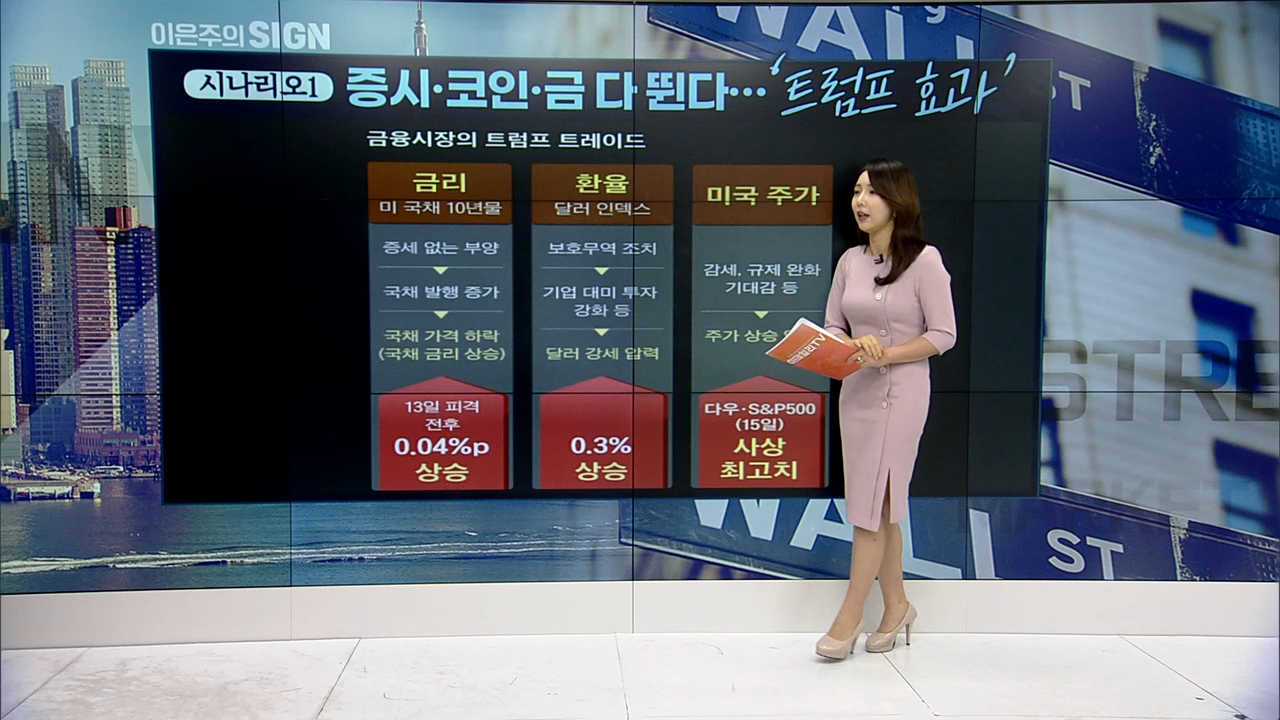 이은주의 SIGN
시나리오1 증시·코인·금 다 뛴다… '트럼프 효과'
금융시장의 트럼프 트레이드
금리
미 국채 10년물
증세 없는 부양
국채 발행 증가
국채 가격 하락
(국채 금리 상승)
13일 피격
전후
0.04%p
상승
환율
달러 인덱스
보호무역 조치
기업 대미 투자
강화 등
달러 강세 압력
0.3%
상승
미국 주가
감세, 규제 완화
기대감 등
주가 상승
다우·S&P500
(15일)
사상
최고치
WALL
ST
STRE
WALL ST